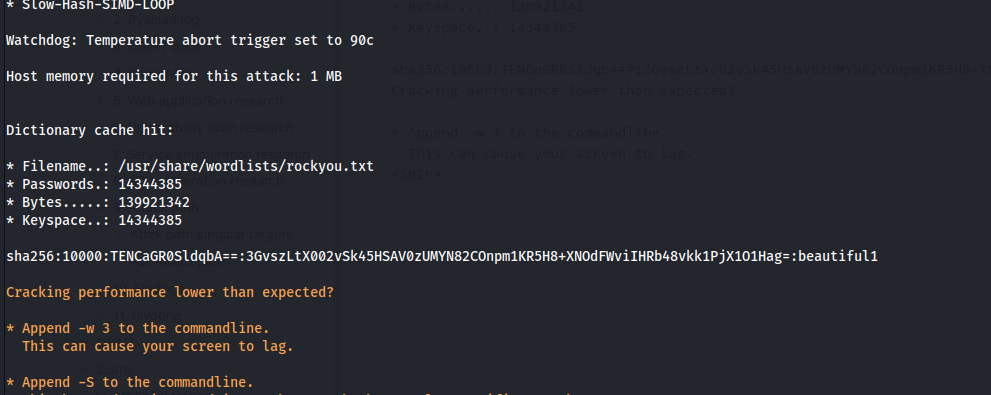 * Slow-Hash-SIMD-LOOP
Watchdog: Temperature abort trigger set to 90c
Host memory required for this attack: 1 MB
Dictionary cache hit:
* Filename..: /usr/share/wordlists/rockyou.txt
* Passwords.: 14344385
* Bytes.....: 139921342
* Keyspace..: 14344385
sha256:10000:TENCaGR0SldqbA==:3GvszLtX002vSk45HSAV0zUMYN82COnpm1KR5H8+XNOdFWviIHRb48vkk1PjX1O1Hag=:beautiful1
Cracking performance lower than expected?
* Append -w 3 to the commandline.
This can cause your screen to lag.
* Append -S to the commandline.